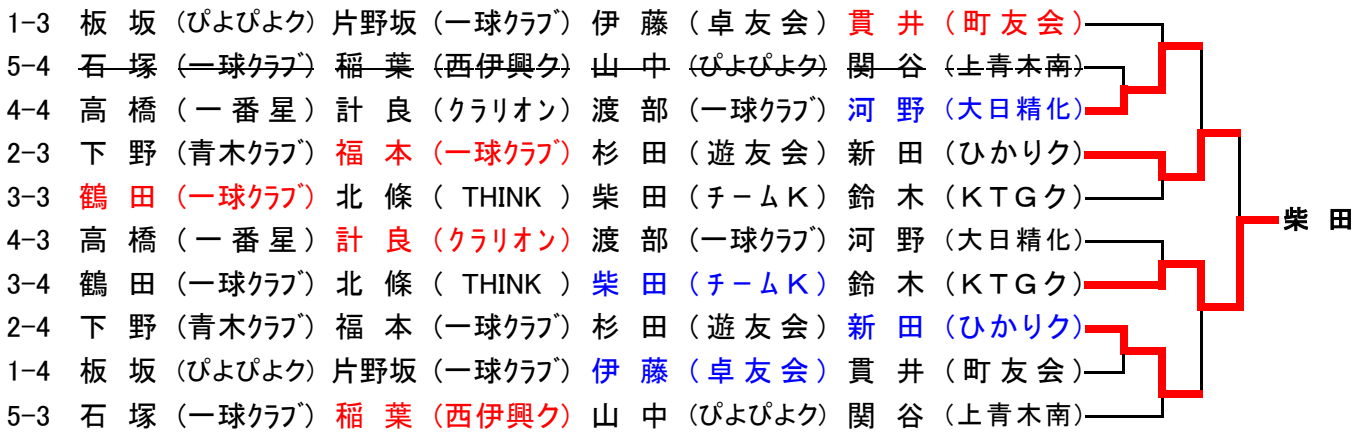 1-3 板 坂 (ぴよぴよク) 片野坂 (一球ｸﾗﾌﾞ) 伊 藤 ( 卓 友 会 ) 貫 井 ( 町 友 会 )
5-4 石 塚 (一球ｸﾗﾌﾞ) 稲 葉 (西伊興ク) 山 中 (ぴよぴよク) 関 谷 (上青木南)
4-4 高 橋 ( 一 番 星 ) 計 良 (クラリオン) 渡 部 (一球ｸﾗﾌﾞ) 河 野 (大日精化)
2-3 下 野 (青木ｸﾗﾌﾞ) 福 本 (一球ｸﾗﾌﾞ) 杉 田 ( 遊 友 会 ) 新 田 (ひかりク)
3-3 鶴 田 (一球ｸﾗﾌﾞ) 北 條 ( THINK ) 柴 田 (チームＫ) 鈴 木 (ＫＴＧク)
柴 田
4-3 高 橋 ( 一 番 星 ) 計 良 (クラリオン) 渡 部 (一球ｸﾗﾌﾞ) 河 野 (大日精化)
3-4 鶴 田 (一球ｸﾗﾌﾞ) 北 條 ( THINK ) 柴 田 (チームＫ) 鈴 木 (ＫＴＧク)
2-4 下 野 (青木ｸﾗﾌﾞ) 福 本 (一球ｸﾗﾌﾞ) 杉 田 ( 遊 友 会 ) 新 田 (ひかりク)
1-4 板 坂 (ぴよぴよク) 片野坂 (一球ｸﾗﾌﾞ) 伊 藤 ( 卓 友 会 ) 貫 井 ( 町 友 会 )
5-3 石 塚 (一球ｸﾗﾌﾞ) 稲 葉 (西伊興ク) 山 中 (ぴよぴよク) 関 谷 (上青木南)